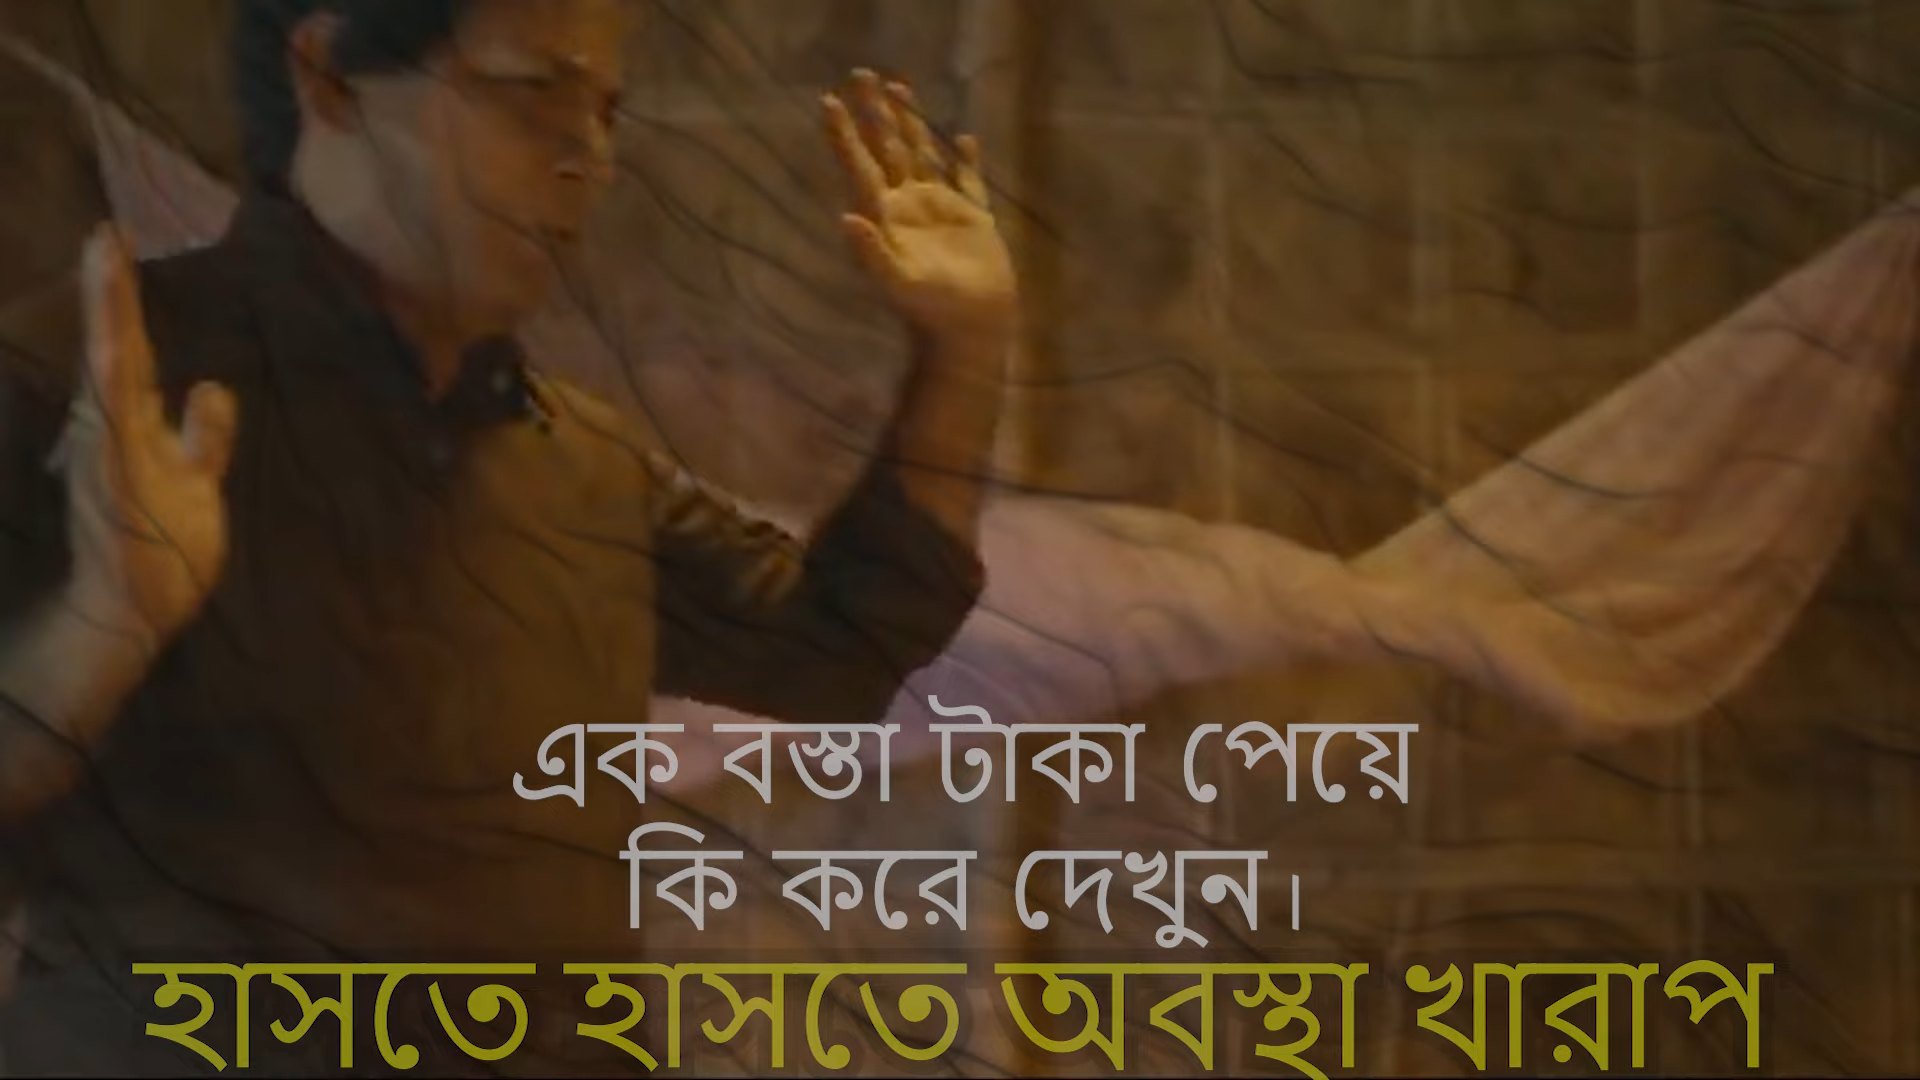 এক বস্তা টাকা পেয়ে
কি করে দেখুন।
হাসতে হাসতে অবস্থা খারাপ